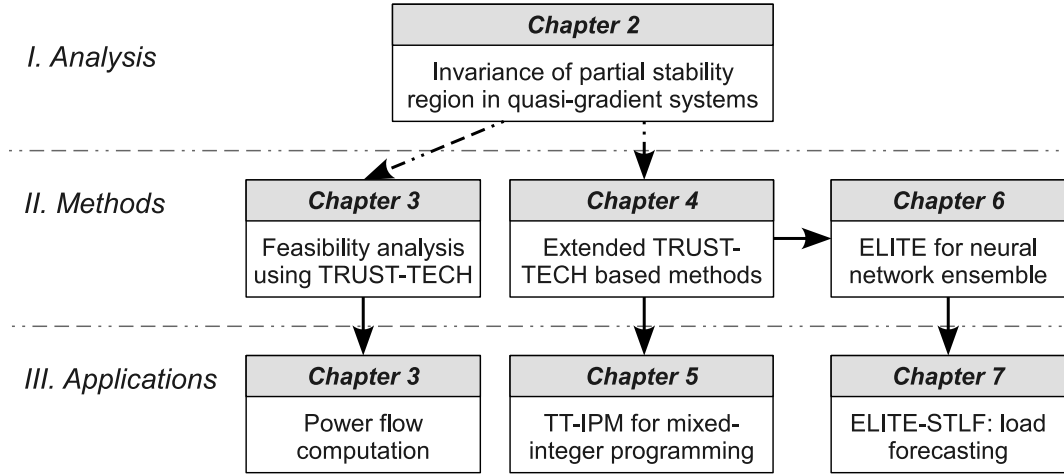 I. Analysis
Chapter 2
Invariance of partial stability
region in quasi-gradient systems
II. Methods
Chapter 3
Feasibility analysis
using TRUST-TECH
Chapter 4
Extended TRUST-
TECH based methods
Chapter 6
ELITE for neural
network ensemble
III. Applications
Chapter 3
Power flow
computation
Chapter 5
TT-IPM for mixed-
integer programming
Chapter 7
ELITE-STLF: load
forecasting